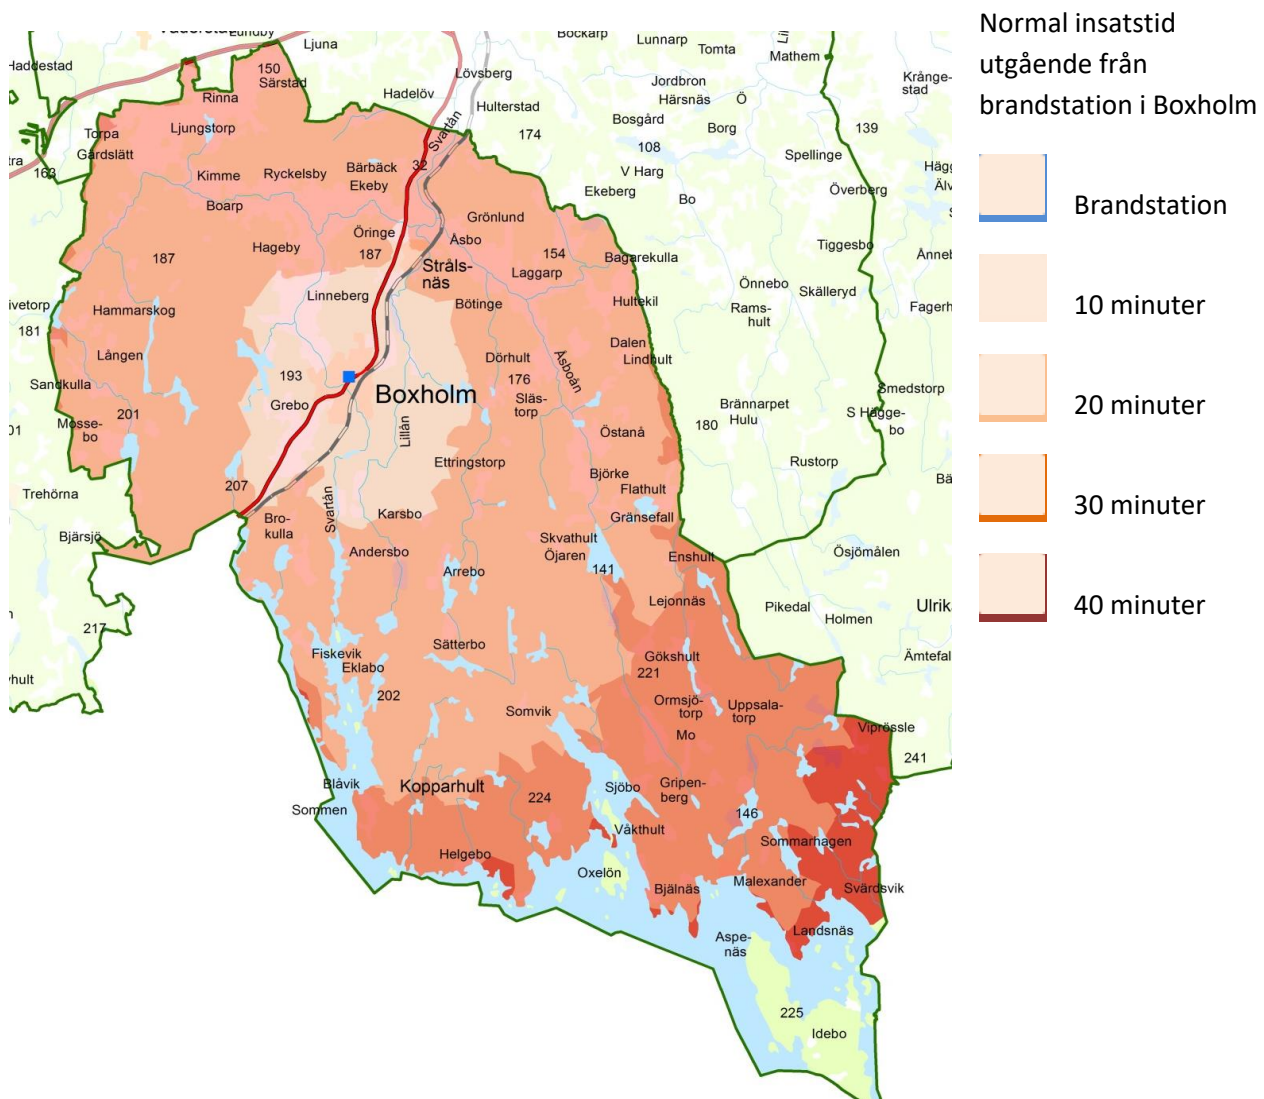 Normal insatstid
utgående från
brandstation i Boxholm
Brandstation
10 minuter
20 minuter
30 minuter
40 minuter
Ljuna
Bockarp
Lunnarp
Tomta
Mathem
Haddestad
150
Särstad
Rinna
Hadelöv
Lövsberg
Hulterstad
Jordbron
Härsnäs
Ö
Krånge-
stad
Torpa
Gårdslätt
Ljungstorp
Svartån
174
Bosgård
Borg
139
163
Kimme
Ryckelsby
Bärbäck
Ekeby
32
108
V Harg
Spellinge
Ekeberg
Bo
Överberg
Boarp
Grönlund
Öringe
Åsbo
187
Hageby
187
Stråls-
näs
154
Laggarp
Bagarekulla
Tiggesbo
Hammarskog
Linneberg
Bötinge
Hultekil
Önnebo
Skälleryd
Rams-
hult
181
Lången
Dörhult
Dalen
Lindhult
Åsboån
193
Sandkulla
Grebo
Boxholm
176
Släs-
torp
Smedstorp
201
Mosse-
bo
Lillån
Östanå
Brännarpet
Hulu
180
S Hägge-
bo
Ettringstorp
Björke
Rustorp
Trehörna
207
Flathult
Bro-
kulla
Svartån
Karsbo
Gränsefall
Bjärsjö
Andersbo
Skvathult
Öjaren
Enshult
Ösjömålen
Arrebo
141
Lejonnäs
Pikedal
Holmen
217
Fiskevik
Eklabo
Sätterbo
Gökshult
221
202
Somvik
Ormsjö-
torp
Uppsala-
torp
Mo
Viprössle
241
Blåvik
Kopparhult
Sjöbo
Gripen-
berg
Sommen
224
146
Våkthult
Sommarhagen
Helgebo
Oxelön
Bjälnäs
Malexander
Svärdsvik
Aspe-
näs
Landsnäs
225
Idebo